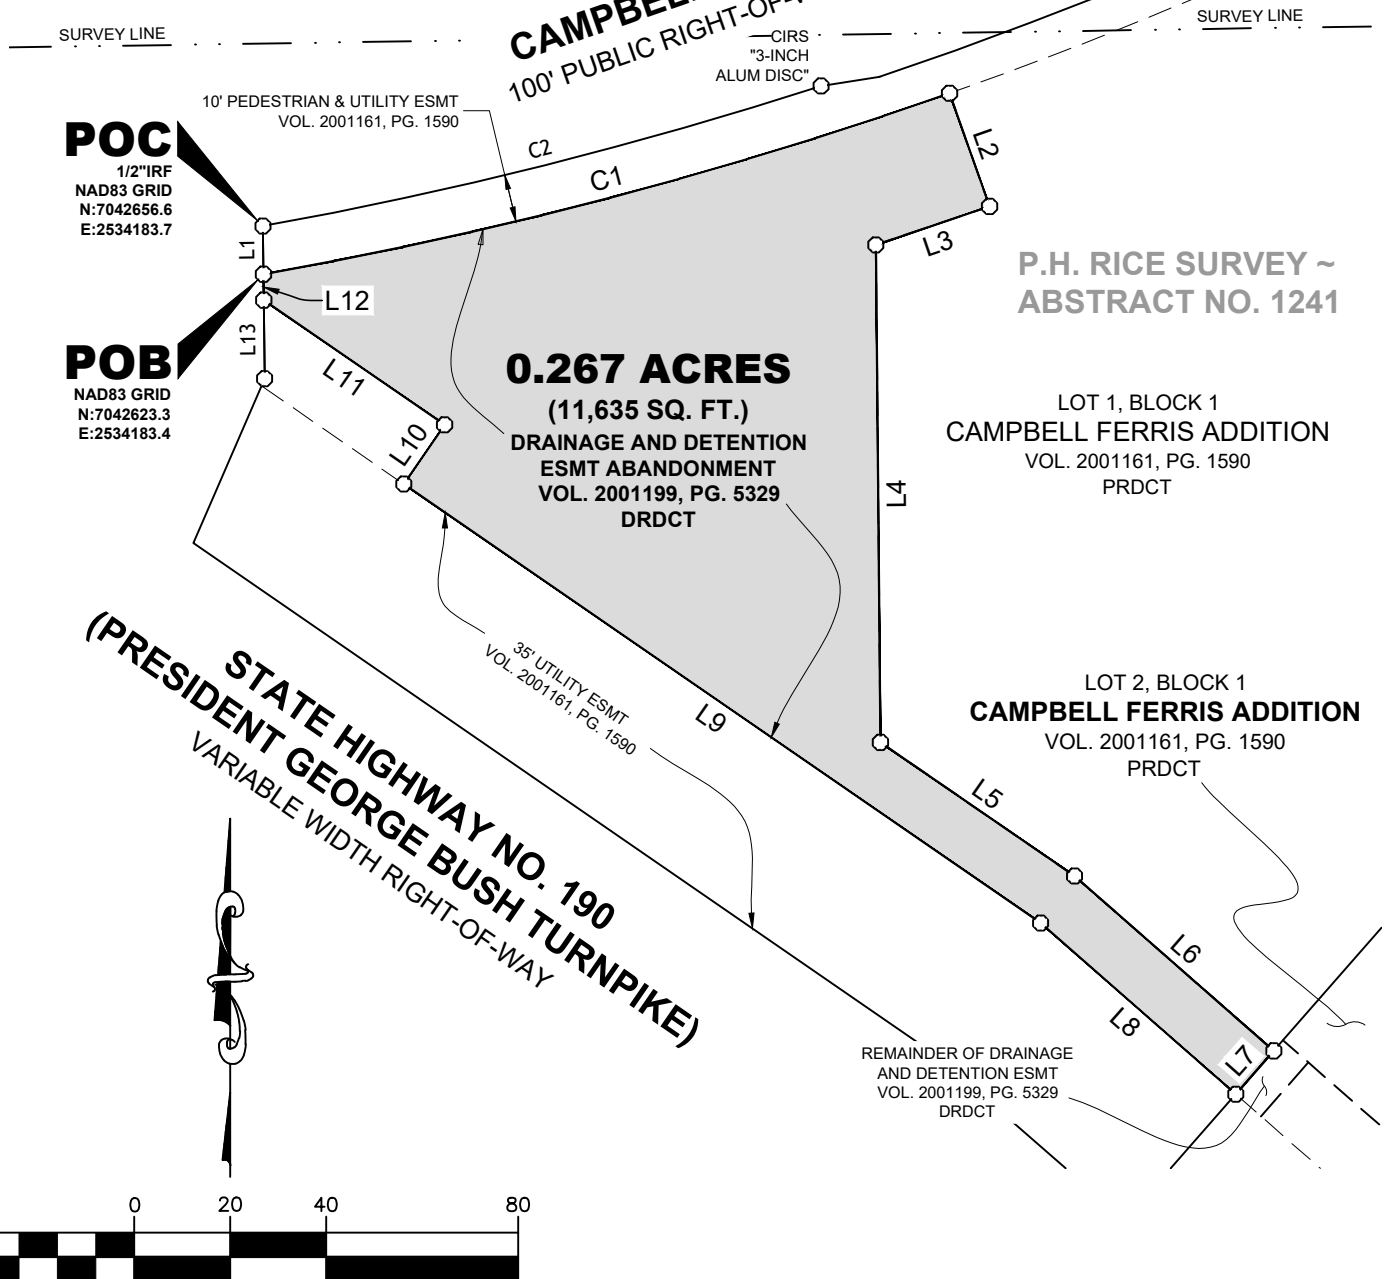 SURVEY LINE
SURVEY LINE
100' PUBLIC RIGHT-OF-
CIRS
"3-INCH
ALUM DISC"
10' PEDESTRIAN & UTILITY ESMT
VOL. 2001161, PG. 1590
POC
1/2"IRF
NAD83 GRID
N:7042656.6
E:2534183.7
C2
C1
L2
L1
L3
L12
P.H. RICE SURVEY ~
ABSTRACT NO. 1241
POB
NAD83 GRID
N:7042623.3
E:2534183.4
L13
L11
L10
0.267 ACRES
(11,635 SQ. FT.)
DRAINAGE AND DETENTION
ESMT ABANDONMENT
VOL. 2001199, PG. 5329
DRDCT
L4
LOT 1, BLOCK 1
CAMPBELL FERRIS ADDITION
VOL. 2001161, PG. 1590
PRDCT
35' UTILITY ESMT
VOL. 2001161, PG. 1590
L9
LOT 2, BLOCK 1
CAMPBELL FERRIS ADDITION
VOL. 2001161, PG. 1590
PRDCT
STATE HIGHWAY NO. 190
(PRESIDENT GEORGE BUSH TURNPIKE)
VARIABLE WIDTH RIGHT-OF-WAY
L5
L6
L8
L7
REMAINDER OF DRAINAGE
AND DETENTION ESMT
VOL. 2001199, PG. 5329
DRDCT
0 20 40 80